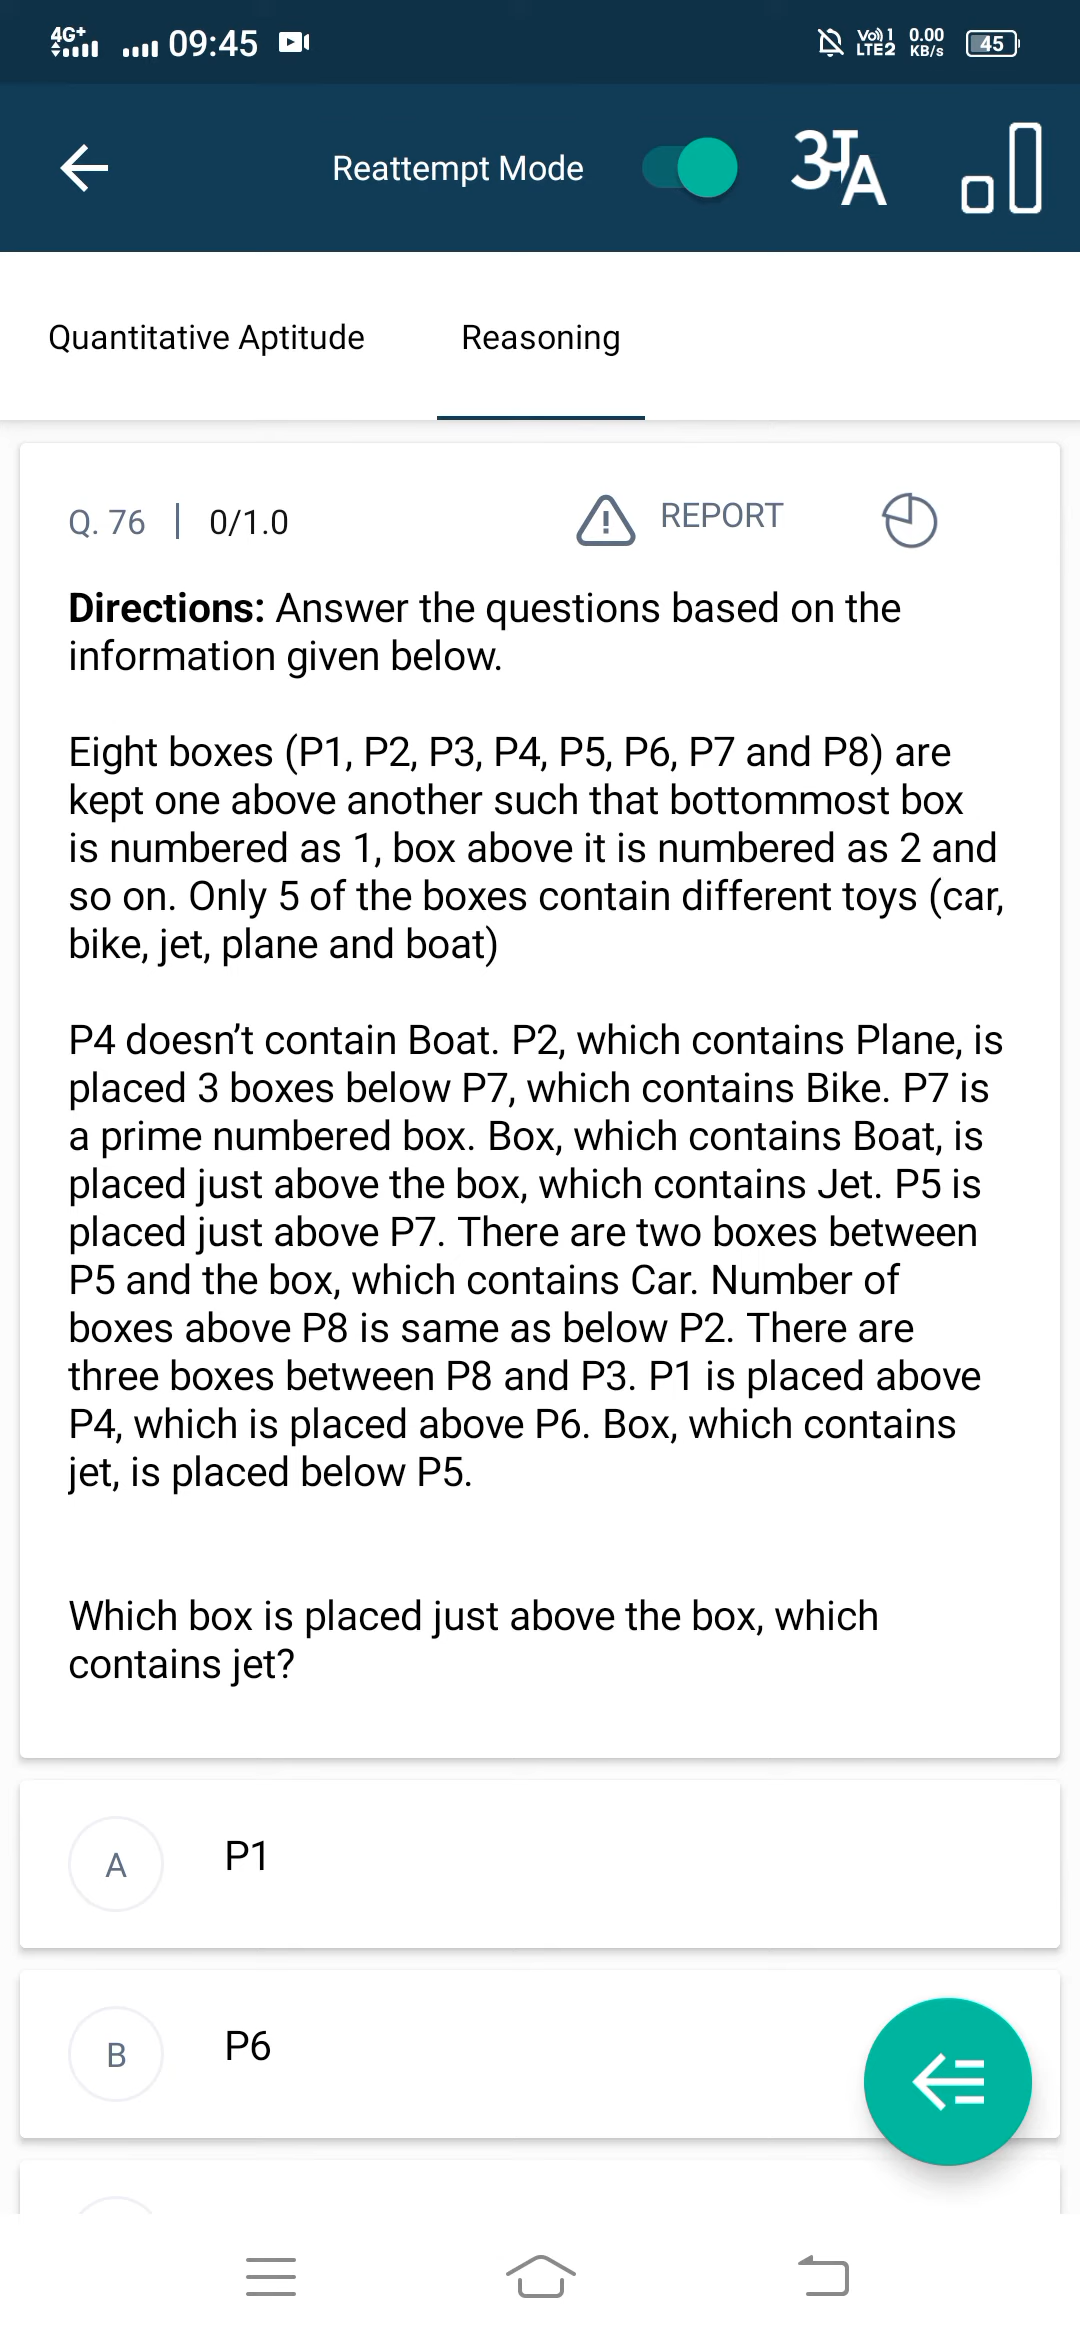 4G+ 09:45 Vo)) 1 LTE2 0.00 KB/s 45
Reattempt Mode अA
Quantitative Aptitude Reasoning
Q. 76 | 0/1.0 REPORT
Directions: Answer the questions based on the
information given below.
Eight boxes (P1, P2, P3, P4, P5, P6, P7 and P8) are
kept one above another such that bottommost box
is numbered as 1, box above it is numbered as 2 and
so on. Only 5 of the boxes contain different toys (car,
bike, jet, plane and boat)
P4 doesn’t contain Boat. P2, which contains Plane, is
placed 3 boxes below P7, which contains Bike. P7 is
a prime numbered box. Box, which contains Boat, is
placed just above the box, which contains Jet. P5 is
placed just above P7. There are two boxes between
P5 and the box, which contains Car. Number of
boxes above P8 is same as below P2. There are
three boxes between P8 and P3. P1 is placed above
P4, which is placed above P6. Box, which contains
jet, is placed below P5.
Which box is placed just above the box, which
contains jet?
A P1
B P6